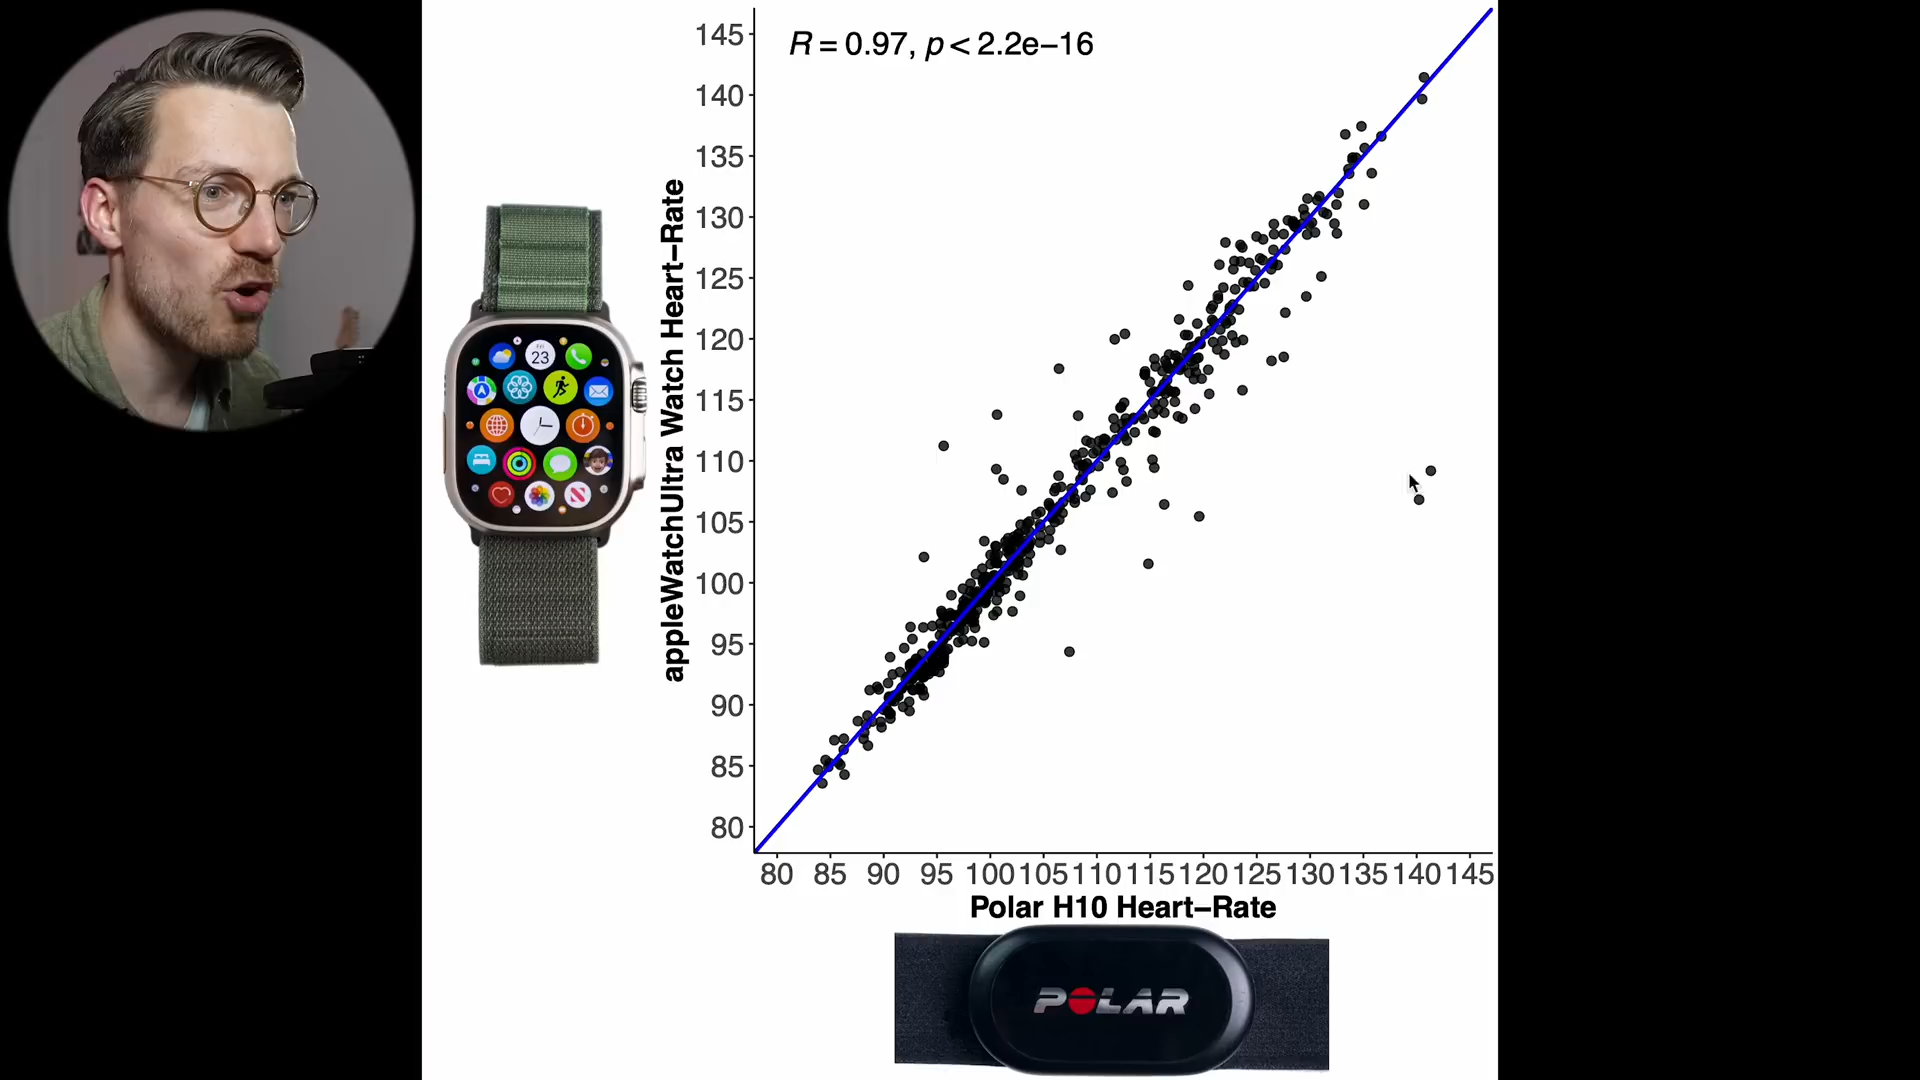 R = 0.97, p < 2.2e−16
145
140
135
130
125
120
115
110
105
100
95
90
85
80
appleWatchUltra Watch Heart−Rate
FRI
23
80 85 90 95 100 105 110 115 120 125 130 135 140 145
Polar H10 Heart−Rate
POLAR